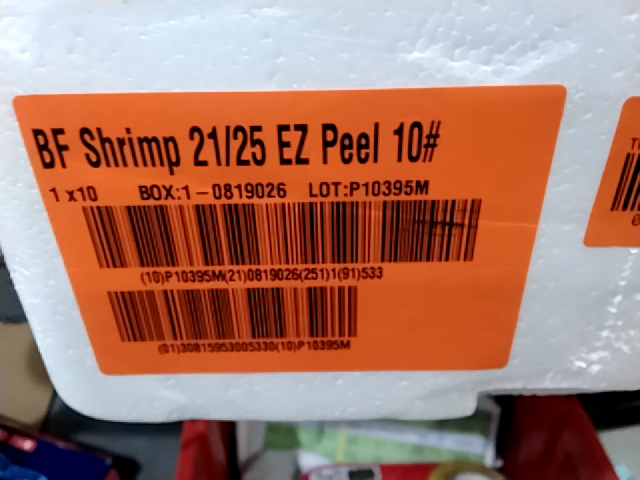 BF Shrimp 21/25 EZ Peel 10#
1 x10 BOX:1-0819026 LOT:P10395M
(10)P10395M(21)0819026(251)1(91)533
(01)30815953005330(10)P10395M